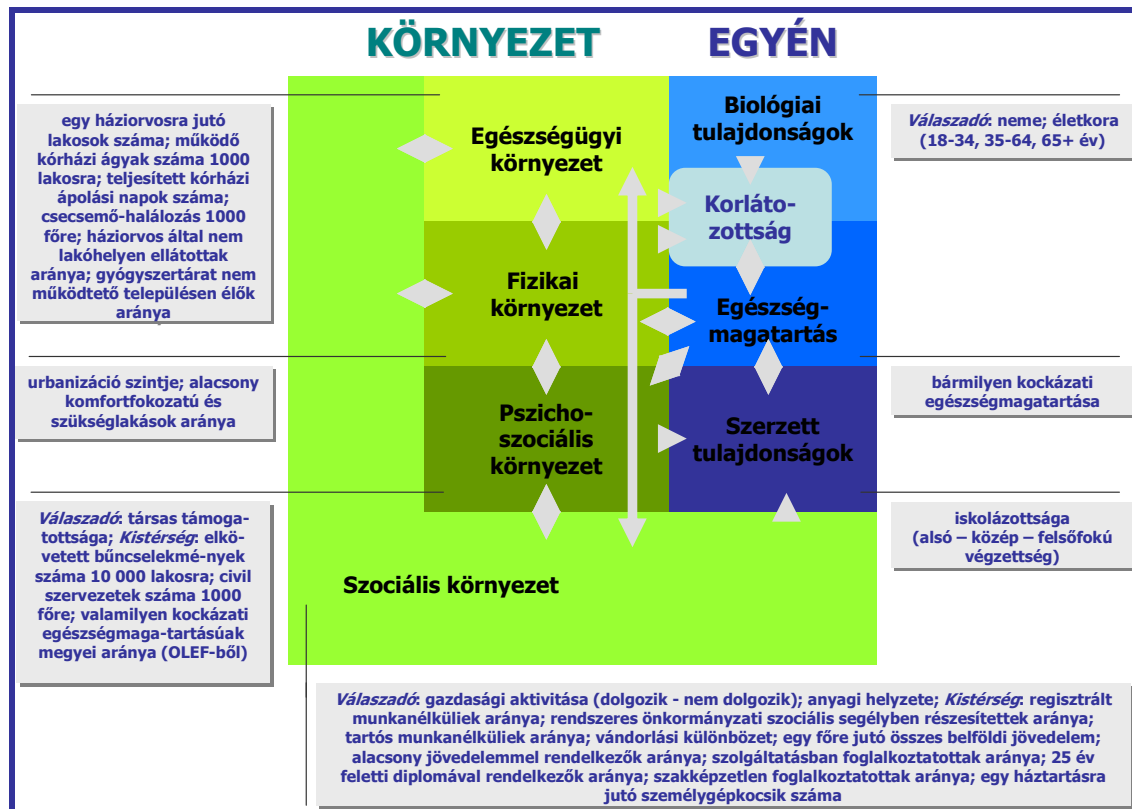 KÖRNYEZET
EGYÉN
egy háziorvosra jutó
lakosok száma; működő
kórházi ágyak száma 1000
lakosra; teljesített kórházi
ápolási napok száma;
csecsemő-halálozás 1000
főre; háziorvos által nem
lakóhelyen ellátottak
aránya; gyógyszertárat nem
működtető településen élők
aránya
urbanizáció szintje; alacsony
komfortfokozatú és
szükséglakások aránya
Válaszadó: társas támoga-
tottsága; Kistérség: elkö-
vetett bűncselekmé-nyek
száma 10 000 lakosra; civil
szervezetek száma 1000
főre; valamilyen kockázati
egészségmaga-tartásúak
megyei aránya (OLEF-ből)
Egészségügyi
környezet
Fizikai
környezet
Pszicho-
szociális
környezet
Szociális környezet
Biológiai
tulajdonságok
Korláto-
zottság
Egészség-
magatartás
Szerzett
tulajdonságok
Válaszadó: neme; életkora
(18-34, 35-64, 65+ év)
bármilyen kockázati
egészségmagatartása
iskolázottsága
(alsó – közép – felsőfokú
végzettség)
Válaszadó: gazdasági aktivitása (dolgozik - nem dolgozik); anyagi helyzete; Kistérség: regisztrált
munkanélküliek aránya; rendszeres önkormányzati szociális segélyben részesítettek aránya;
tartós munkanélküliek aránya; vándorlási különbözet; egy főre jutó összes belföldi jövedelem;
alacsony jövedelemmel rendelkezők aránya; szolgáltatásban foglalkoztatottak aránya; 25 év
feletti diplomával rendelkezők aránya; szakképzetlen foglalkoztatottak aránya; egy háztartásra
jutó személygépkocsik száma